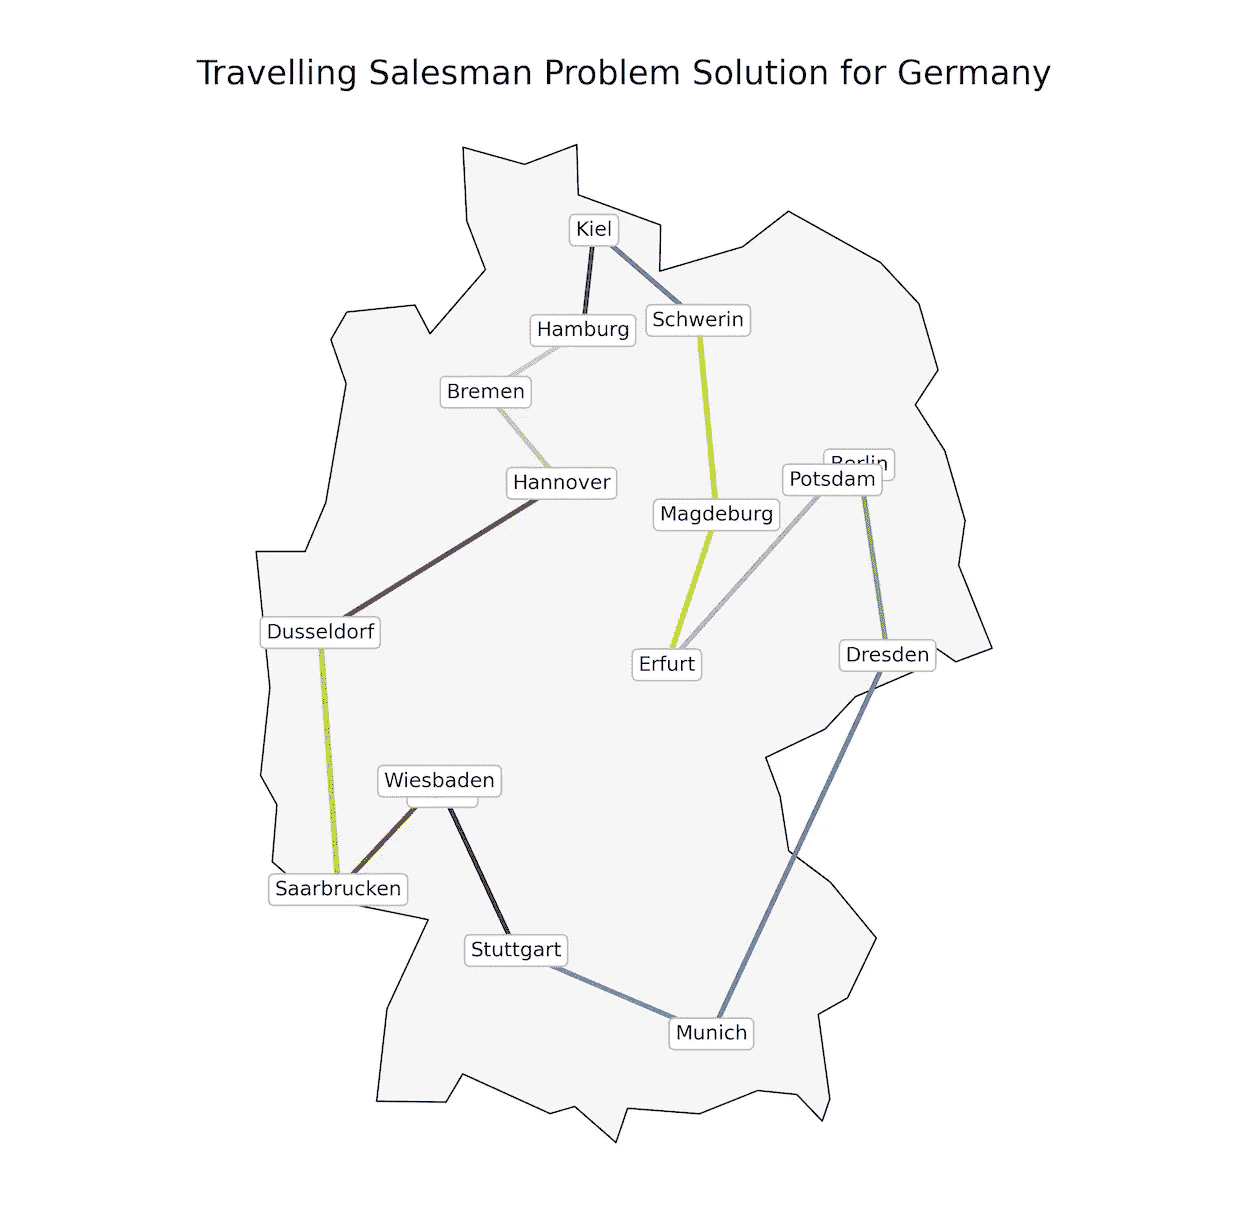 Travelling Salesman Problem Solution for Germany
Kiel
Schwerin
Hamburg
Bremen
Berlin
Potsdam
Hannover
Magdeburg
Dusseldorf
Dresden
Erfurt
Wiesbaden
Saarbrucken
Stuttgart
Munich